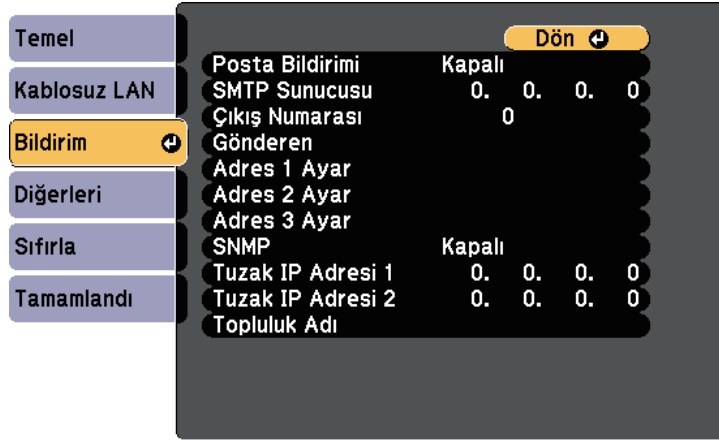 Temel
Kablosuz LAN
Bildirim
Diğerleri
Sıfırla
Tamamlandı
Dön
Posta Bildirimi Kapalı
SMTP Sunucusu 0. 0. 0. 0
Çıkış Numarası 0
Gönderen
Adres 1 Ayar
Adres 2 Ayar
Adres 3 Ayar
SNMP Kapalı
Tuzak IP Adresi 1 0. 0. 0. 0
Tuzak IP Adresi 2 0. 0. 0. 0
Topluluk Adı